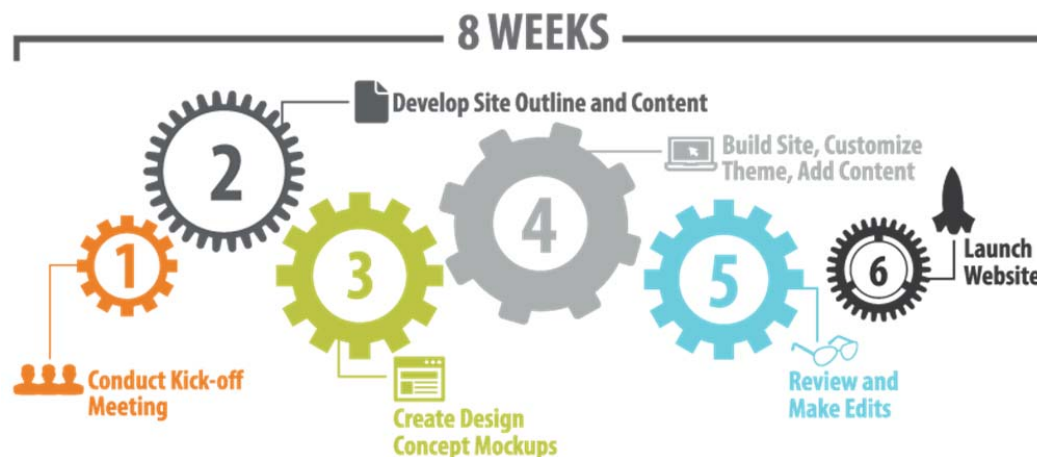 8 WEEKS
1
Conduct Kick-off
Meeting
2
Develop Site Outline and Content
3
Create Design
Concept Mockups
4
Build Site, Customize
Theme, Add Content
5
Review and
Make Edits
6
Launch
Website